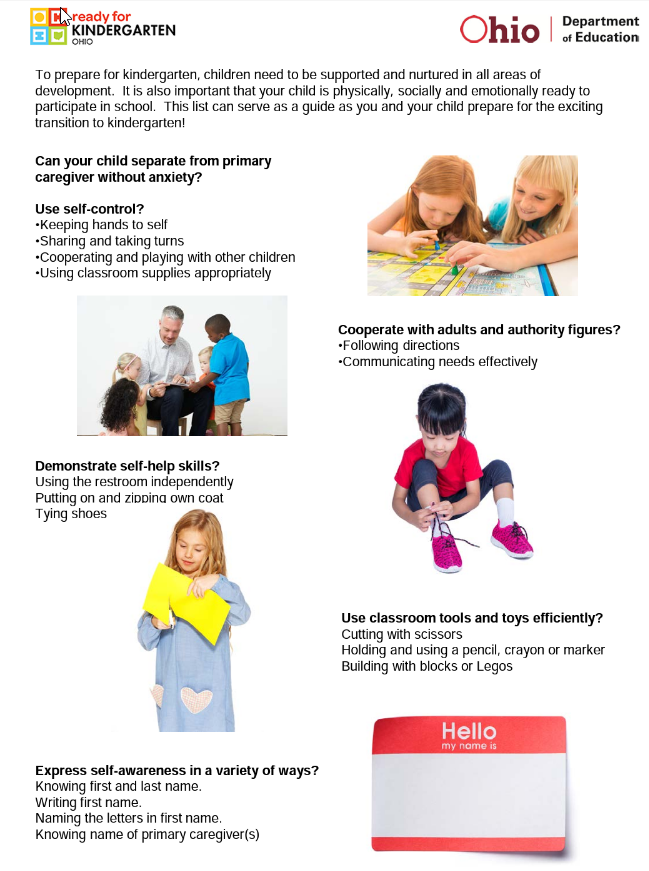 ready for
KINDERGARTEN
OHIO
Ohio | Department
of Education
To prepare for kindergarten, children need to be supported and nurtured in all areas of
development.  It is also important that your child is physically, socially and emotionally ready to
participate in school.  This list can serve as a guide as you and your child prepare for the exciting
transition to kindergarten!
Can your child separate from primary
caregiver without anxiety?
Use self-control?
•Keeping hands to self
•Sharing and taking turns
•Cooperating and playing with other children
•Using classroom supplies appropriately
Cooperate with adults and authority figures?
•Following directions
•Communicating needs effectively
Demonstrate self-help skills?
Using the restroom independently
Putting on and zipping own coat
Tying shoes
Use classroom tools and toys efficiently?
Cutting with scissors
Holding and using a pencil, crayon or marker
Building with blocks or Legos
Hello
my name is
Express self-awareness in a variety of ways?
Knowing first and last name.
Writing first name.
Naming the letters in first name.
Knowing name of primary caregiver(s)